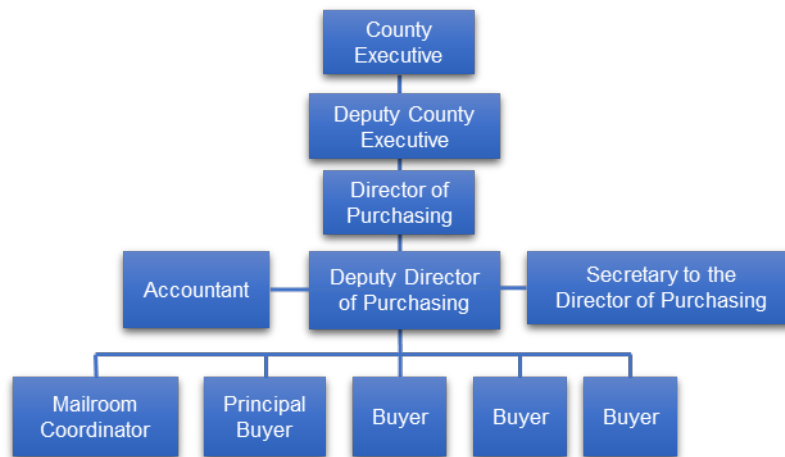 County
Executive
Deputy County
Executive
Director of
Purchasing
Accountant
Deputy Director
of Purchasing
Secretary to the
Director of Purchasing
Mailroom
Coordinator
Principal
Buyer
Buyer
Buyer
Buyer